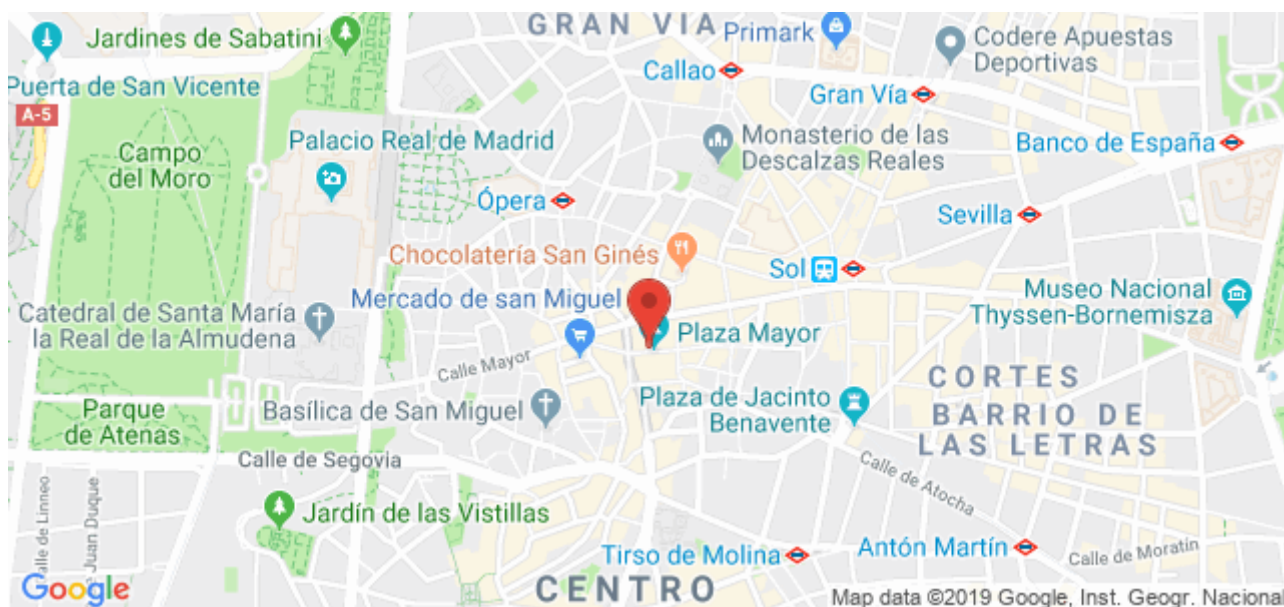 GRAN VÍA
Jardines de Sabatini
Primark
Codere Apuestas
Deportivas
Puerta de San Vicente
Callao
Gran Vía
A-5
Palacio Real de Madrid
Monasterio de las
Descalzas Reales
Banco de España
Campo
del Moro
Ópera
Sevilla
Chocolatería San Ginés
Sol
Mercado de san Miguel
Museo Nacional
Thyssen-Bornemisza
Catedral de Santa María
la Real de la Almudena
Plaza Mayor
Calle Mayor
CORTES
Plaza de Jacinto
Benavente
Basílica de San Miguel
BARRIO DE
LAS LETRAS
Parque
de Atenas
Calle de Segovia
Calle de Atocha
Jardín de las Vistillas
alle de Linneo
Juan Duque
Tirso de Molina
Antón Martín
Calle de Moratín
CENTRO
Google
Map data ©2019 Google, Inst. Geogr. Naciona